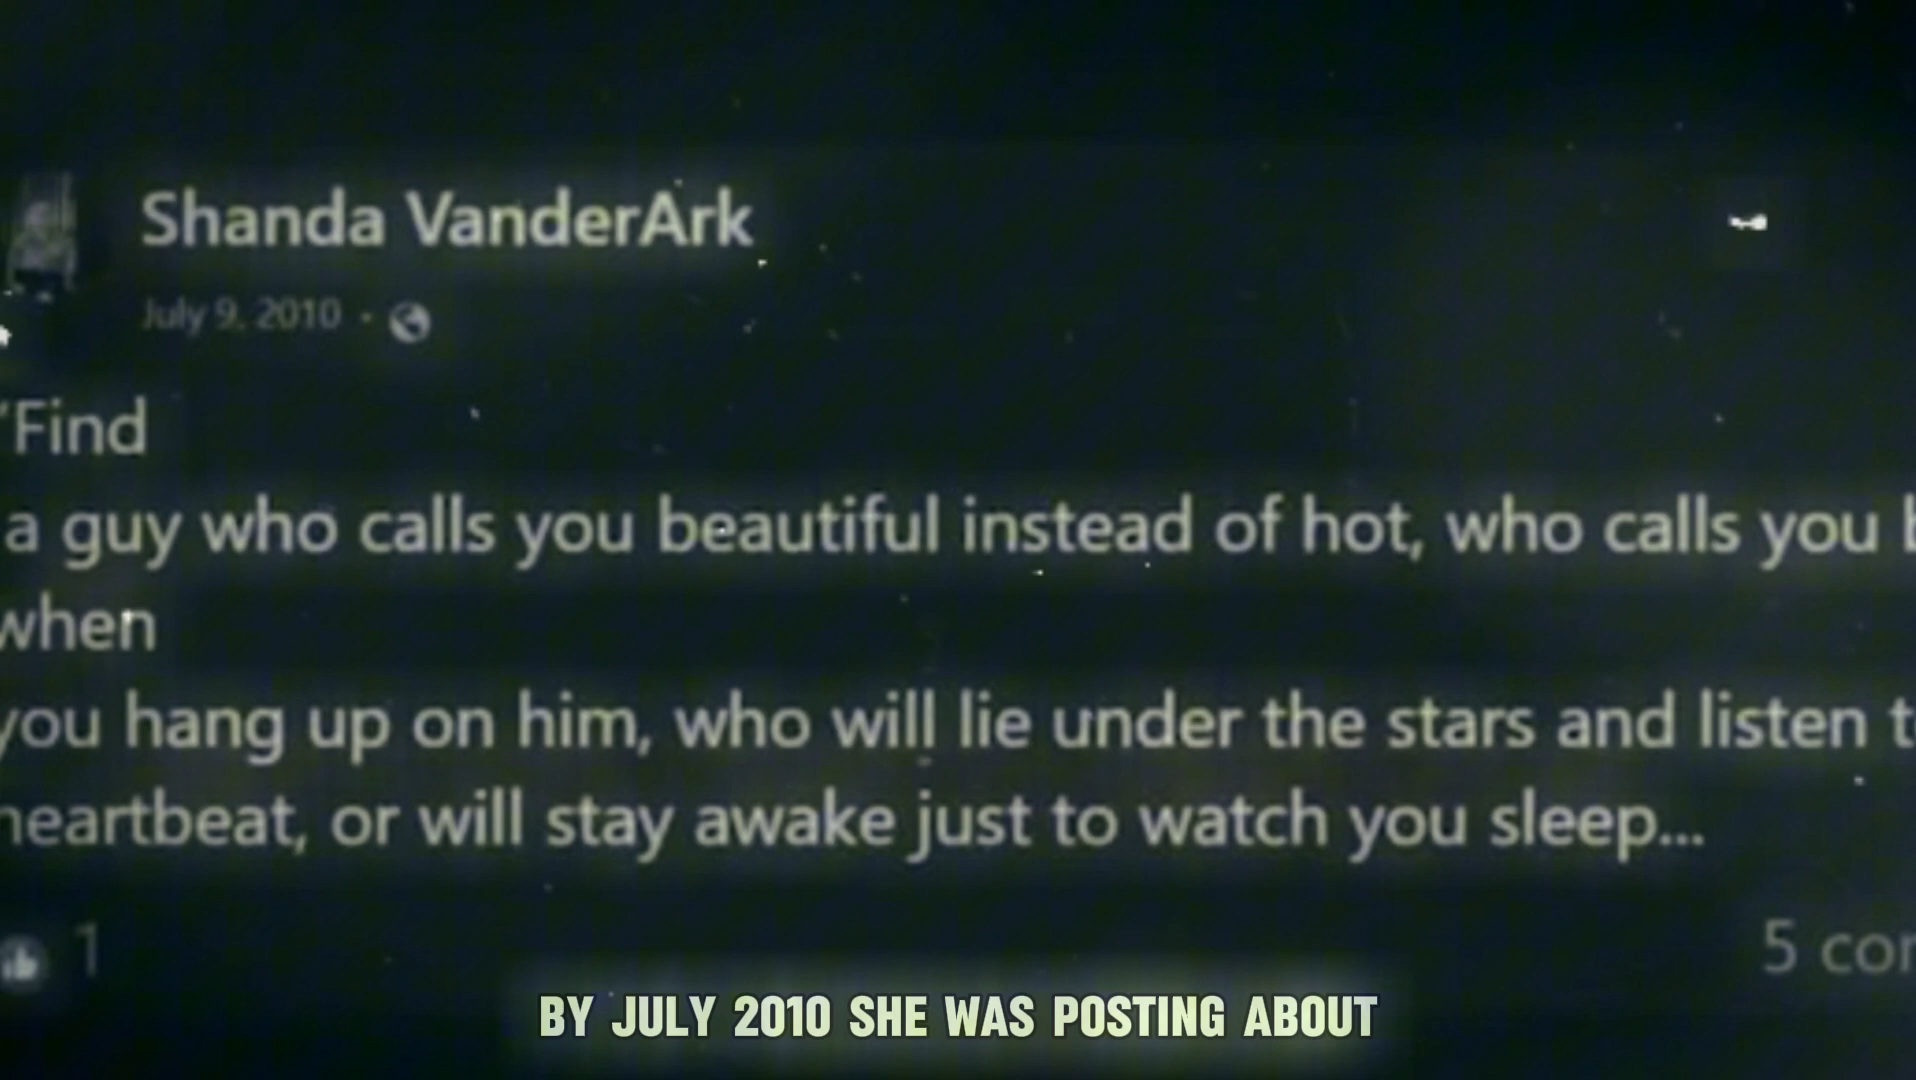 Shanda VanderArk
July 9, 2010 ·
"Find
a guy who calls you beautiful instead of hot, who calls you
when
you hang up on him, who will lie under the stars and listen
heartbeat, or will stay awake just to watch you sleep...
1
5
BY JULY 2010 SHE WAS POSTING ABOUT